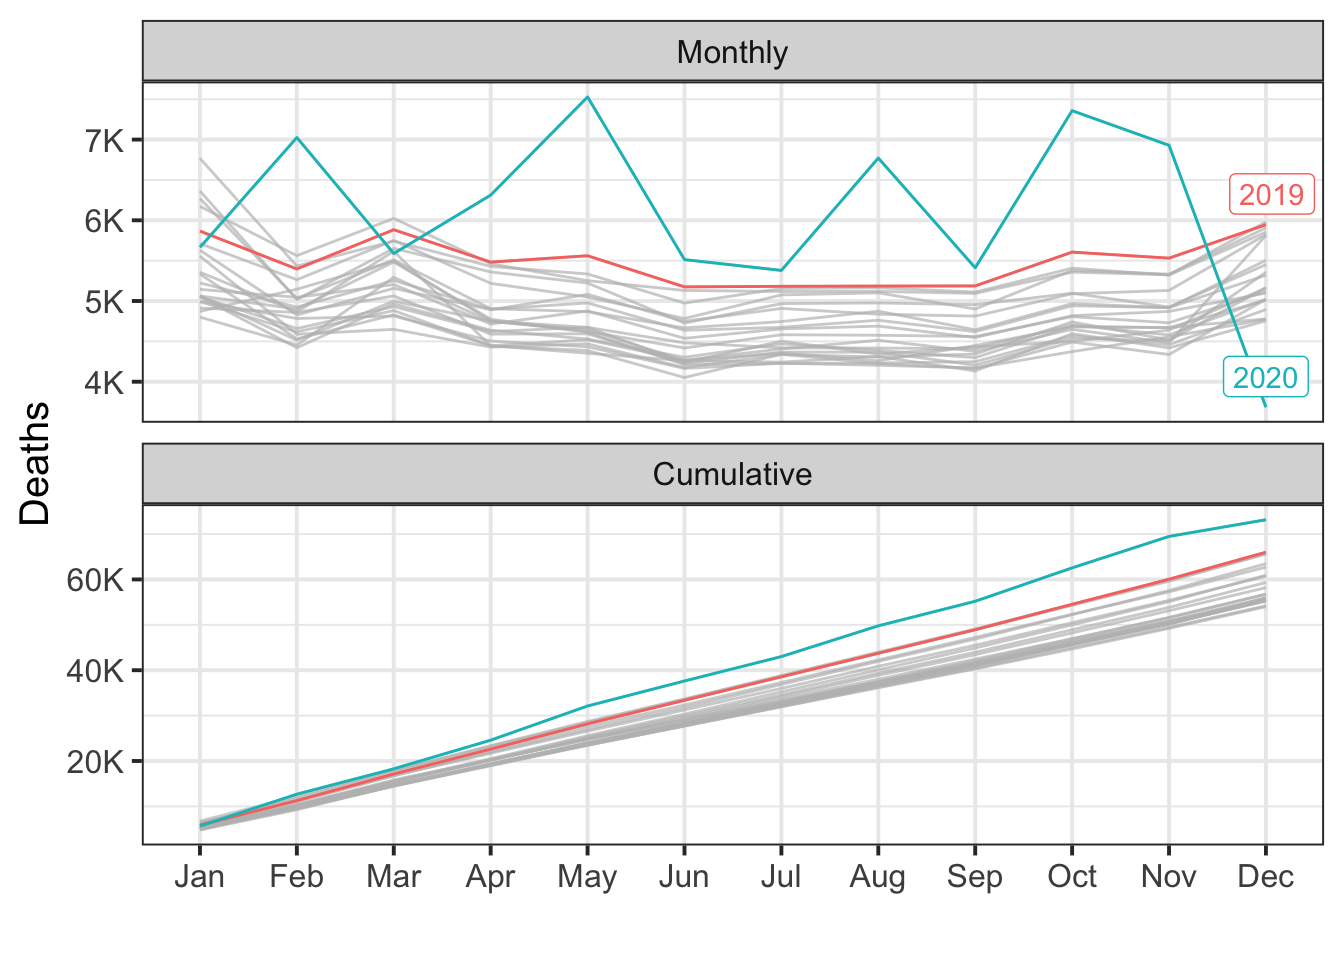 Monthly
7K
6K
5K
4K
2019
2020
Deaths
Cumulative
60K
40K
20K
Jan Feb Mar Apr May Jun Jul Aug Sep Oct Nov Dec